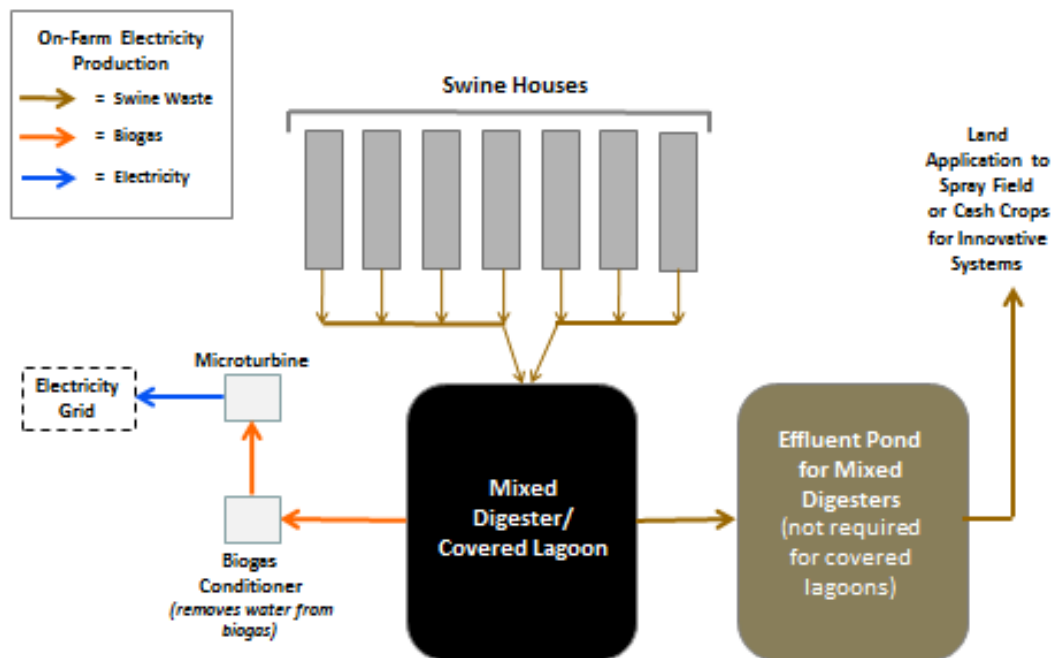 On-Farm Electricity
Production
= Swine Waste
= Biogas
= Electricity
Swine Houses
Land
Application to
Spray Field
or Cash Crops
for Innovative
Systems
Microturbine
Electricity
Grid
Mixed
Digester/
Covered Lagoon
Effluent Pond
for Mixed
Digesters
(not required
for covered
lagoons)
Biogas
Conditioner
(removes water from
biogas)